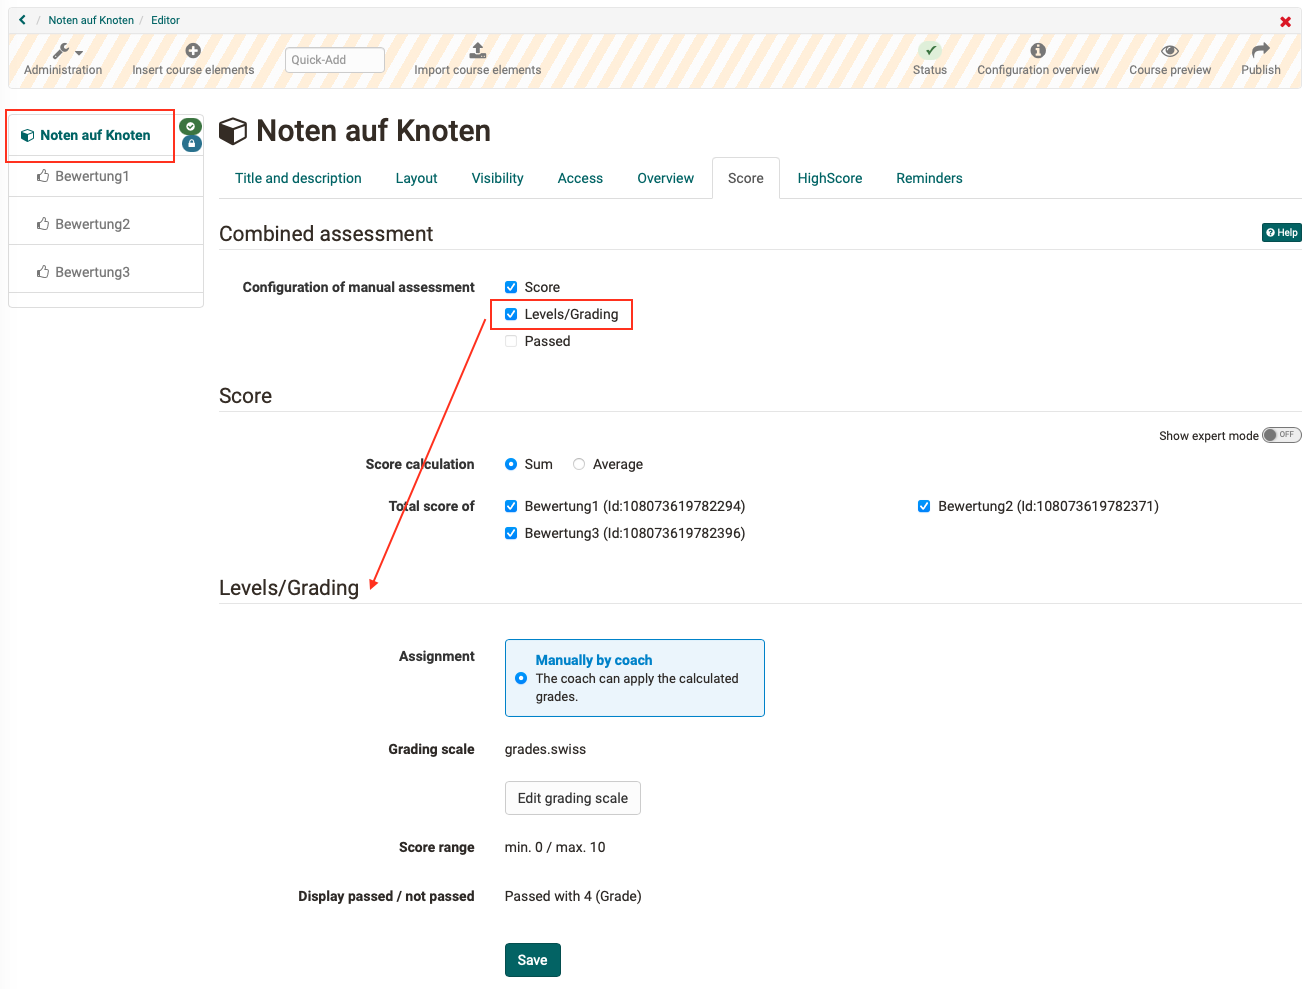 / Noten auf Knoten / Editor
Administration
Insert course elements
Quick-Add
Import course elements
Status
Configuration overview
Course preview
Publish
Noten auf Knoten
Bewertung1
Bewertung2
Bewertung3
Noten auf Knoten
Title and description Layout Visibility Access Overview Score HighScore Reminders
Combined assessment
Help
Configuration of manual assessment
Score
Levels/Grading
Passed
Score
Show expert mode OFF
Score calculation Sum Average
Total score of Bewertung1 (Id:108073619782294) Bewertung2 (Id:108073619782371)
Bewertung3 (Id:108073619782396)
Levels/Grading
Assignment
Manually by coach
The coach can apply the calculated
grades.
Grading scale grades.swiss
Edit grading scale
Score range min. 0 / max. 10
Display passed / not passed Passed with 4 (Grade)
Save